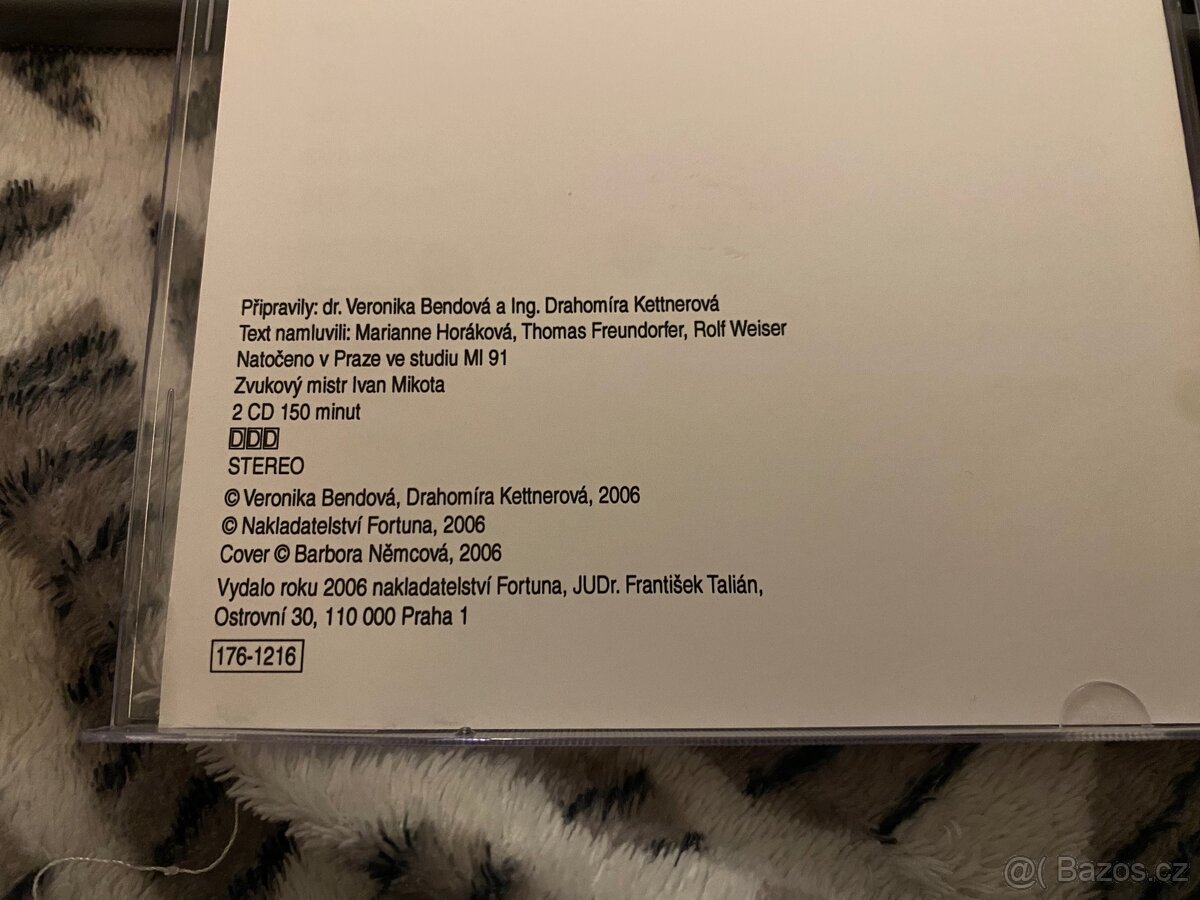 Připravily: dr. Veronika Bendová a Ing. Drahomíra Kettnerová
Text namluvili: Marianne Horáková, Thomas Freundorfer, Rolf Weiser
Natočeno v Praze ve studiu MI 91
Zvukový mistr Ivan Mikota
2 CD 150 minut
DDD
STEREO
© Veronika Bendová, Drahomíra Kettnerová, 2006
© Nakladatelství Fortuna, 2006
Cover © Barbora Němcová, 2006
Vydalo roku 2006 nakladatelství Fortuna, JUDr. František Talián,
Ostrovní 30, 110 000 Praha 1
176-1216
@( Bazos.cz